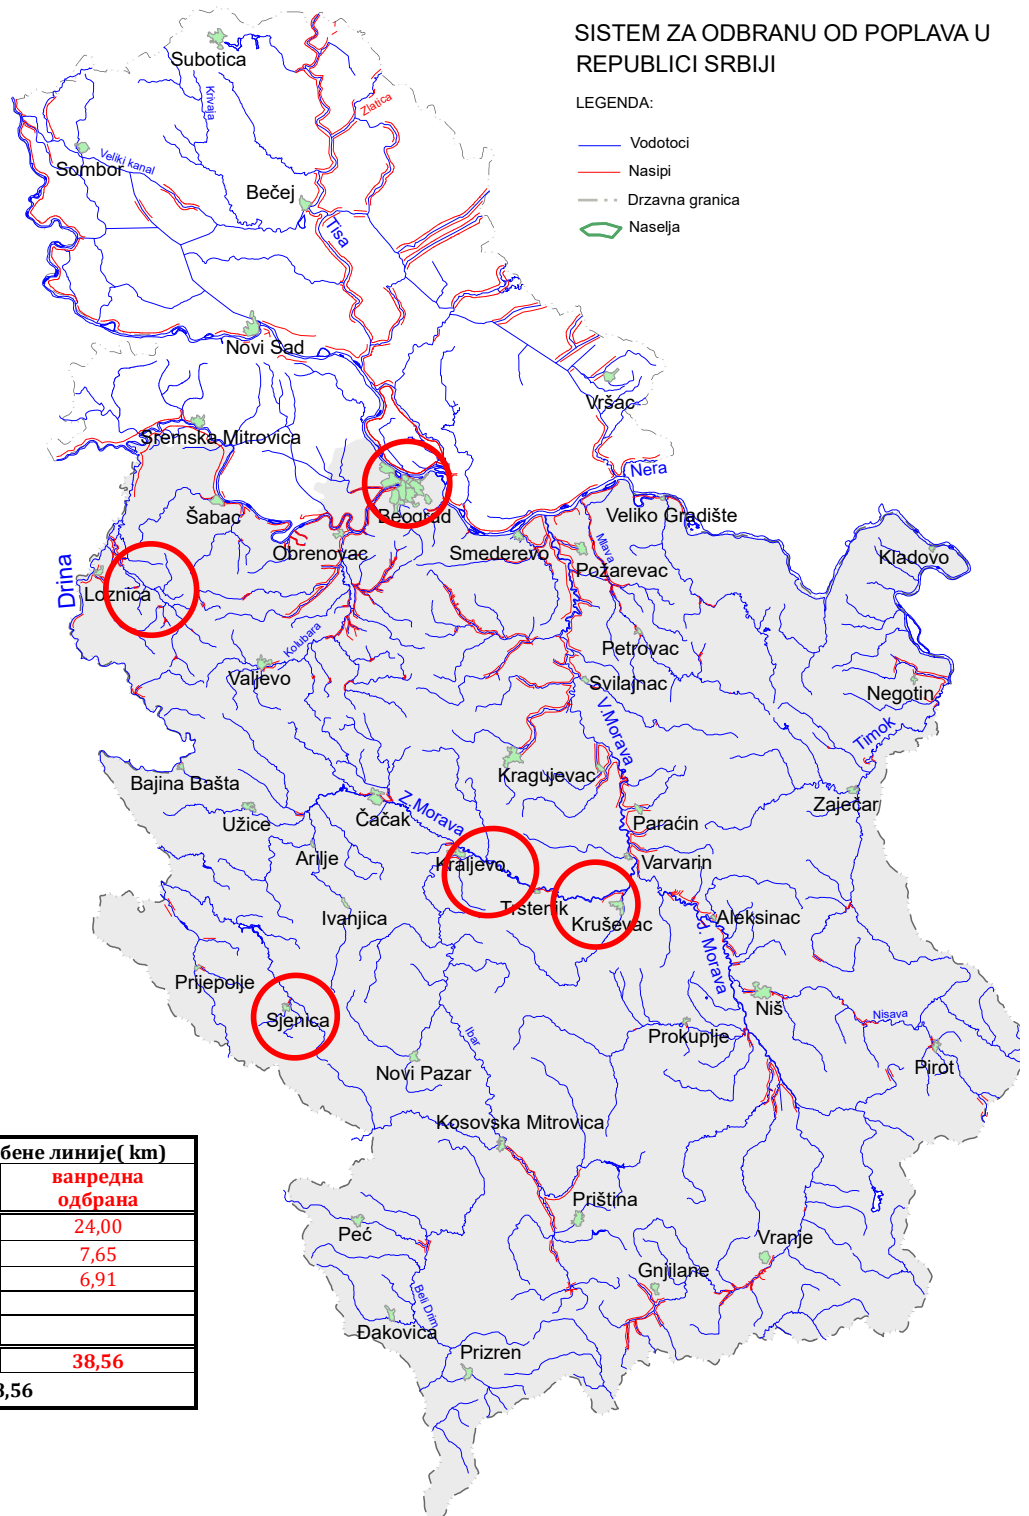 SISTEM ZA ODBRANU OD POPLAVA U
REPUBLICI SRBIJI
LEGENDA:
Vodotoci
Nasipi
Drzavna granica
Naselja
Subotica
Krivaja
Zlatica
Sombor
Veliki kanal
Bečej
Tisa
Novi Sad
Vršac
Sremska Mitrovica
Nera
Šabac
Beograd
Veliko Gradište
Obrenovac
Smederevo
Mlava
Požarevac
Kladovo
Drina
Loznica
Kolubara
Petrovac
Valjevo
Svilajnac
Negotin
V.Morava
Timok
Kragujevac
Bajina Bašta
Zaječar
Užice
Čačak
Z.Morava
Paraćin
Arilje
Kraljevo
Varvarin
Ivanjica
Trstenik
Kruševac
Aleksinac
J. Morava
Prijepolje
Sjenica
Niš
Nisava
Ibar
Prokuplje
Novi Pazar
Pirot
Kosovska Mitrovica
Priština
Peć
Vranje
Gnjilane
Beli Drim
Đakovica
Prizren
бене линије( km)
ванредна
одбрана
24,00
7,65
6,91
38,56
8,56